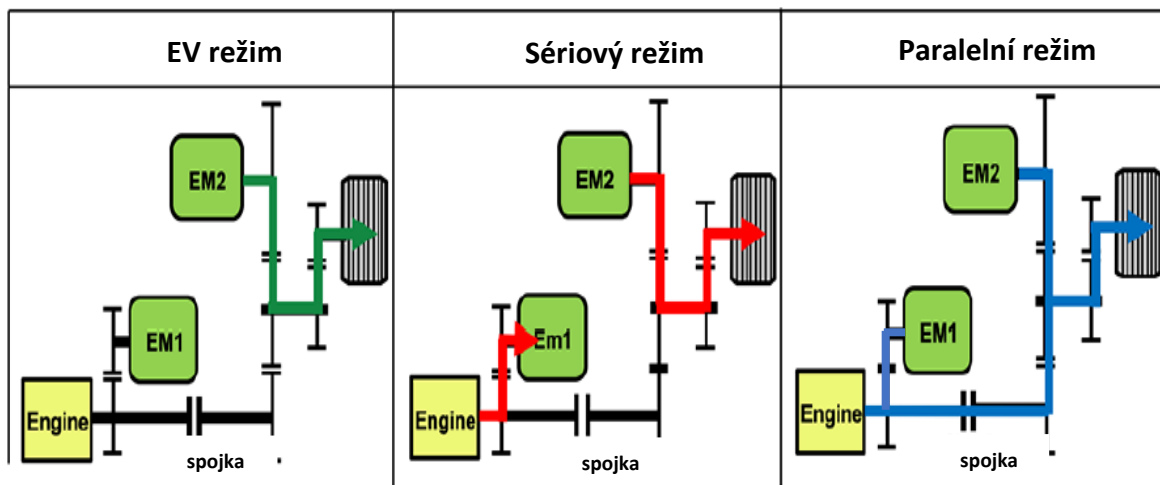 EV režim
Sériový režim
Paralelní režim
EM2
EM1
Engine
spojka
EM2
Em1
Engine
spojka
EM2
EM1
Engine
spojka